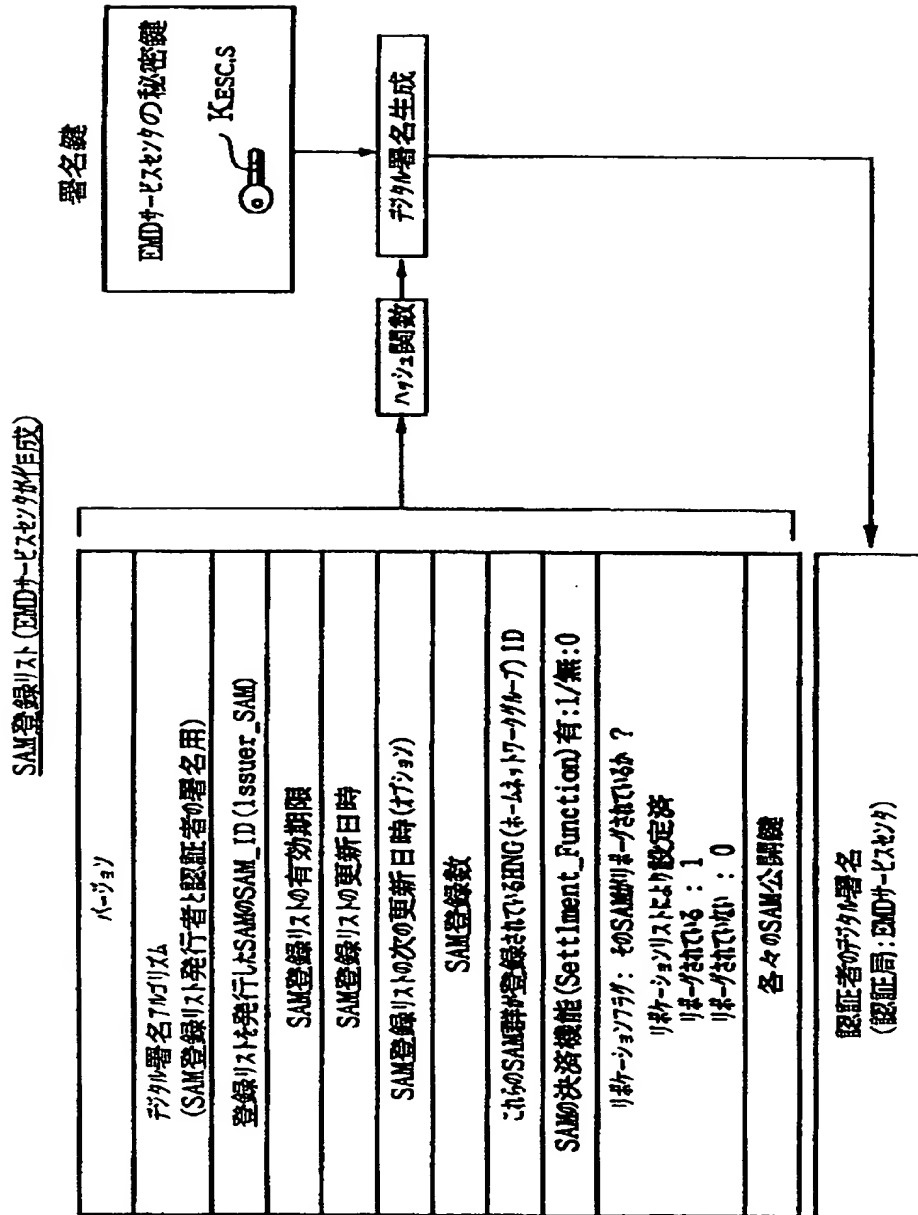 SAM登録リスト(EMDサービスセンタが作成)
バージョン
デジタル署名アルゴリズム
(SAM登録リスト発行者と認証者の署名用)
登録リストを発行したSAMのSAM_ID(Issuer_SAM)
SAM登録リストの有効期限
SAM登録リストの更新日時
SAM登録リストの次の更新日時(オプション)
SAM登録数
これらのSAM群が登録されているHNG(ホームネットワークグループ)ID
SAMの決済機能(Settlment_Function)有:1/無:0
リボケーションフラグ: そのSAMがリボークされているか?
リボケーションリストにより設定済
リボークされている : 1
リボークされていない : 0
各々のSAM公開鍵
認証者のデジタル署名
(認証局:EMDサービスセンタ)
ハッシュ関数
署名鍵
EMDサービスセンタの秘密鍵
KESC,S
デジタル署名生成